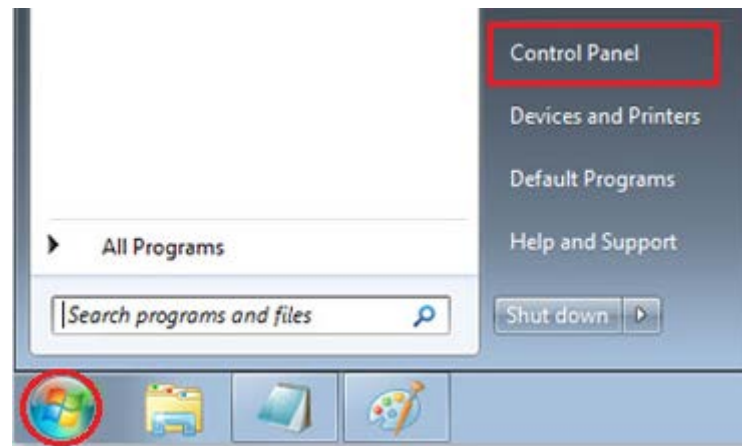 Control Panel
Devices and Printers
Default Programs
Help and Support
All Programs
Search programs and files
Shut down